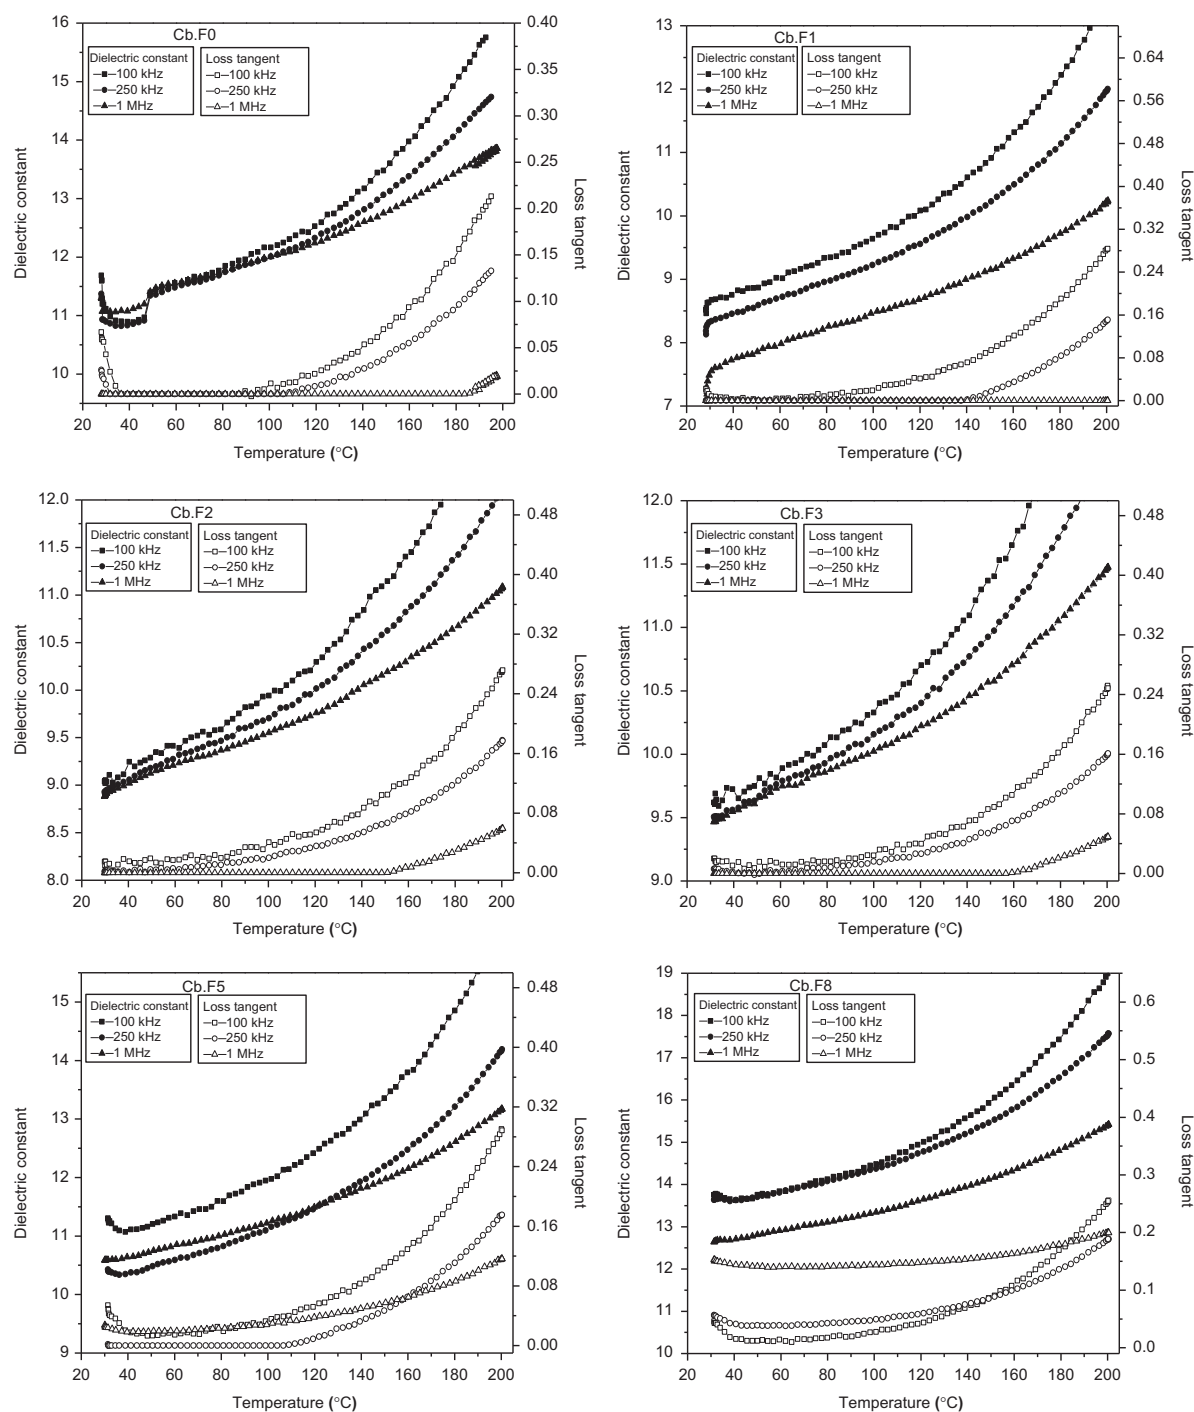 Cb.F0
Dielectric constant Loss tangent
100 kHz 100 kHz
250 kHz 250 kHz
1 MHz 1 MHz
16
15
14
13
12
11
10
0.40
0.35
0.30
0.25
0.20
0.15
0.10
0.05
0.00
Dielectric constant
Loss tangent
20 40 60 80 100 120 140 160 180 200
Temperature (°C)
Cb.F1
Dielectric constant Loss tangent
100 kHz 100 kHz
250 kHz 250 kHz
1 MHz 1 MHz
13
12
11
10
9
8
7
0.64
0.56
0.48
0.40
0.32
0.24
0.16
0.08
0.00
Dielectric constant
Loss tangent
20 40 60 80 100 120 140 160 180 200
Temperature (°C)
Cb.F2
Dielectric constant Loss tangent
100 kHz 100 kHz
250 kHz 250 kHz
1 MHz 1 MHz
12.0
11.5
11.0
10.5
10.0
9.5
9.0
8.5
8.0
0.48
0.40
0.32
0.24
0.16
0.08
0.00
Dielectric constant
Loss tangent
20 40 60 80 100 120 140 160 180 200
Temperature (°C)
Cb.F3
Dielectric constant Loss tangent
100 kHz 100 kHz
250 kHz 250 kHz
1 MHz 1 MHz
12.0
11.5
11.0
10.5
10.0
9.5
9.0
0.48
0.40
0.32
0.24
0.16
0.08
0.00
Dielectric constant
Loss tangent
20 40 60 80 100 120 140 160 180 200
Temperature (°C)
Cb.F5
Dielectric constant Loss tangent
100 kHz 100 kHz
250 kHz 250 kHz
1 MHz 1 MHz
15
14
13
12
11
10
9
0.48
0.40
0.32
0.24
0.16
0.08
0.00
Dielectric constant
Loss tangent
20 40 60 80 100 120 140 160 180 200
Temperature (°C)
Cb.F8
Dielectric constant Loss tangent
100 kHz 100 kHz
250 kHz 250 kHz
1 MHz 1 MHz
19
18
17
16
15
14
13
12
11
10
0.6
0.5
0.4
0.3
0.2
0.1
0.0
Dielectric constant
Loss tangent
20 40 60 80 100 120 140 160 180 200
Temperature (°C)